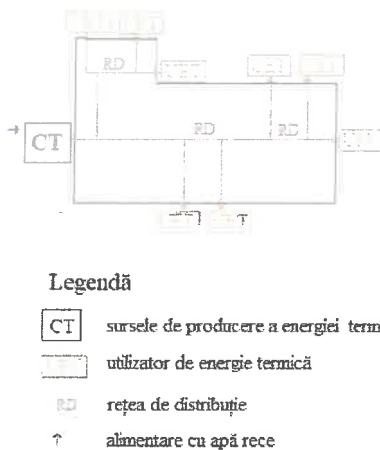 RD
RD RD
CT
Legendă
CT sursele de producere a energiei term
utilizator de energie termică
RD rețea de distribuție
↑ alimentare cu apă rece